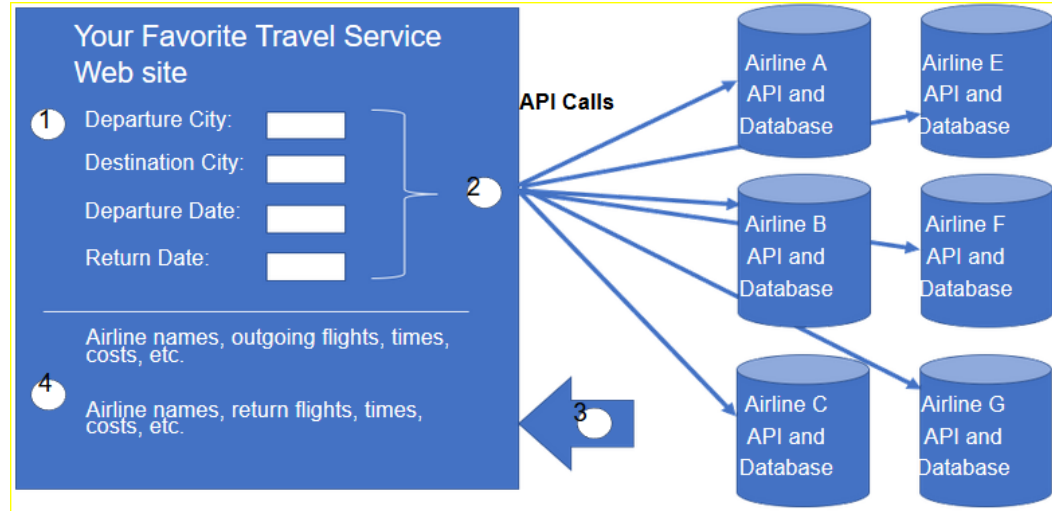 Your Favorite Travel Service
Web site
1
Departure City:
Destination City:
Departure Date:
Return Date:
2
API Calls
Airline names, outgoing flights, times,
costs, etc.
4
Airline names, return flights, times,
costs, etc.
3
Airline A
API and
Database
Airline E
API and
Database
Airline B
API and
Database
Airline F
API and
Database
Airline C
API and
Database
Airline G
API and
Database